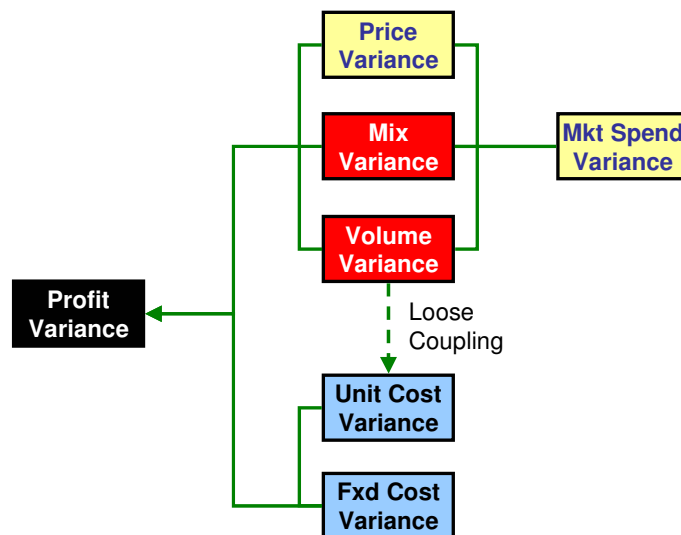 Price
Variance
Mix
Variance
Mkt Spend
Variance
Volume
Variance
Profit
Variance
Loose
Coupling
Unit Cost
Variance
Fxd Cost
Variance